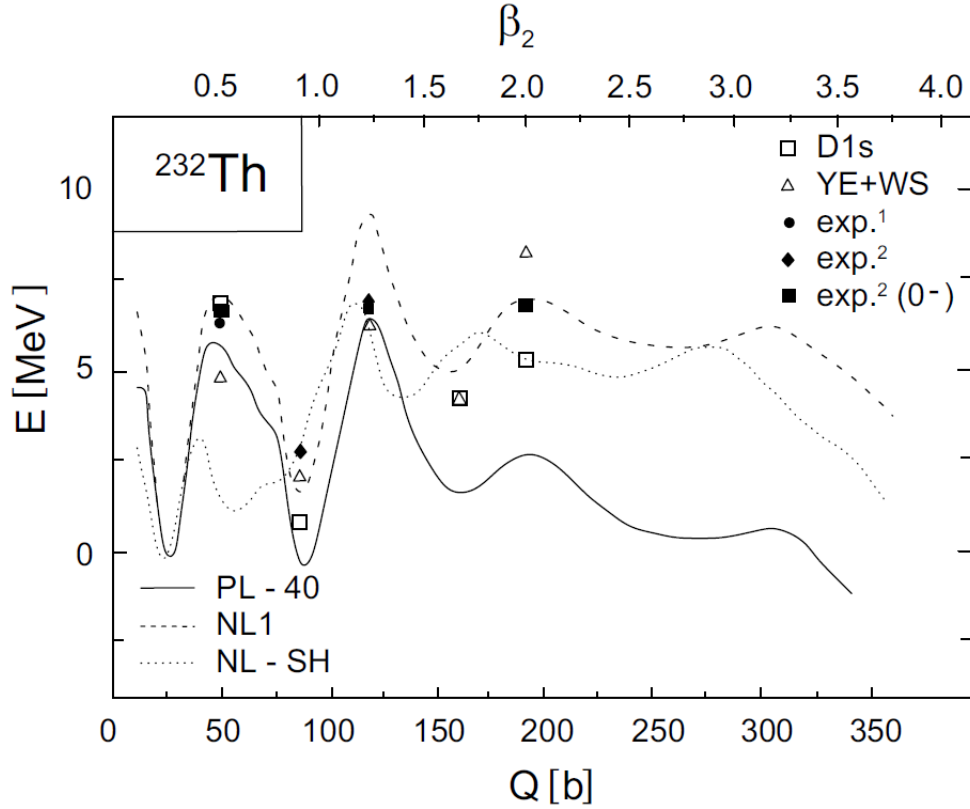 β₂
0.5 1.0 1.5 2.0 2.5 3.0 3.5 4.0
²³²Th
D1s
YE+WS
exp.¹
exp.²
exp.² (0-)
10
5
0
E [MeV]
PL - 40
NL1
NL - SH
0 50 100 150 200 250 300 350
Q [b]